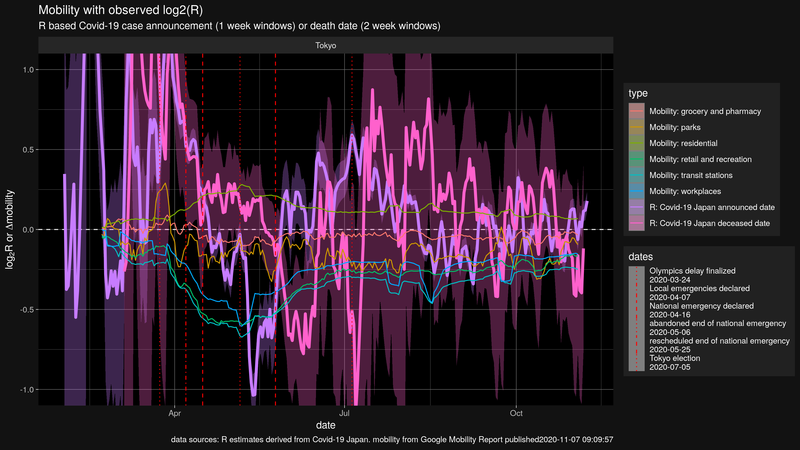 Mobility with observed log2(R)
R based Covid-19 case announcement (1 week windows) or death date (2 week windows)
Tokyo
1.0
0.5
0.0
-0.5
-1.0
log₂R or Δmobility
Apr
Jul
Oct
date
type
Mobility: grocery and pharmacy
Mobility: parks
Mobility: residential
Mobility: retail and recreation
Mobility: transit stations
Mobility: workplaces
R: Covid-19 Japan announced date
R: Covid-19 Japan deceased date
dates
Olympics delay finalized
2020-03-24
Local emergencies declared
2020-04-07
National emergency declared
2020-04-16
abandoned end of national emergency
2020-05-06
rescheduled end of national emergency
2020-05-25
Tokyo election
2020-07-05
data sources: R estimates derived from Covid-19 Japan. mobility from Google Mobility Report published2020-11-07 09:09:57